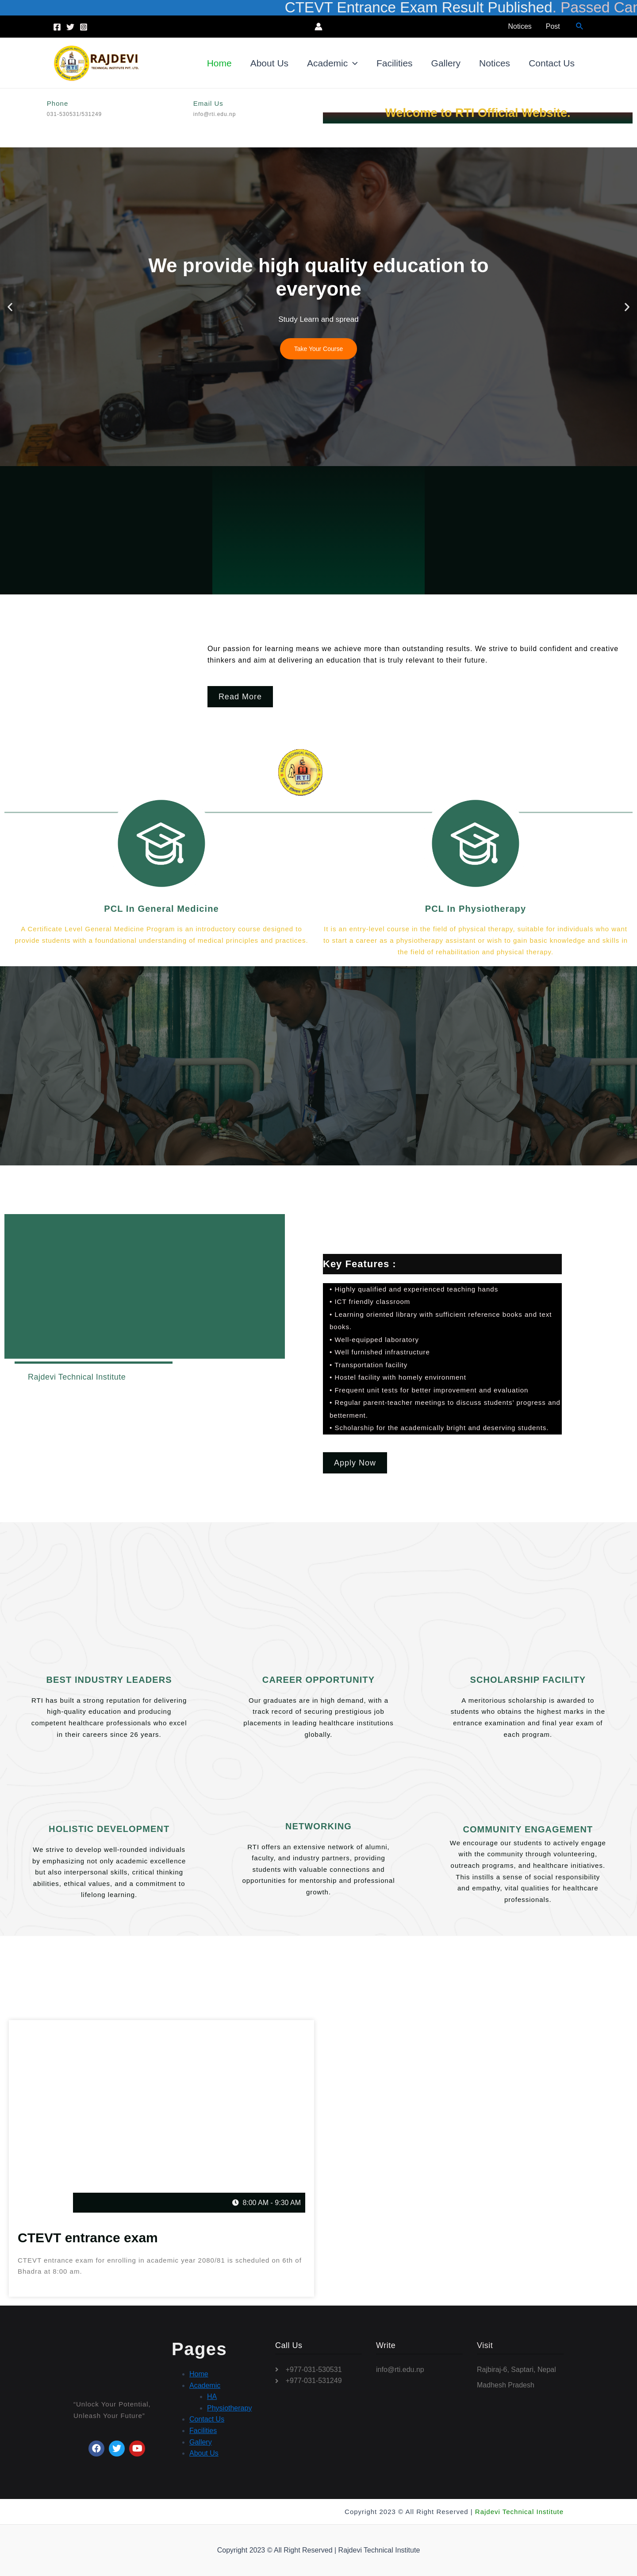 CTEVT Entrance Exam Result Published. Passed Can
Notices Post
RAJDEVI
TECHNICAL INSTITUTE PVT. LTD.
Home About Us Academic Facilities Gallery Notices Contact Us
Phone
031-530531/531249
Email Us
info@rti.edu.np
Welcome to RTI Official Website.
We provide high quality education to
everyone
Study Learn and spread
Take Your Course
Our passion for learning means we achieve more than outstanding results. We strive to build confident and creative
thinkers and aim at delivering an education that is truly relevant to their future.
Read More
RTI
PCL In General Medicine
A Certificate Level General Medicine Program is an introductory course designed to
provide students with a foundational understanding of medical principles and practices.
PCL In Physiotherapy
It is an entry-level course in the field of physical therapy, suitable for individuals who want
to start a career as a physiotherapy assistant or wish to gain basic knowledge and skills in
the field of rehabilitation and physical therapy.
Rajdevi Technical Institute
Key Features :
• Highly qualified and experienced teaching hands
• ICT friendly classroom
• Learning oriented library with sufficient reference books and text
books.
• Well-equipped laboratory
• Well furnished infrastructure
• Transportation facility
• Hostel facility with homely environment
• Frequent unit tests for better improvement and evaluation
• Regular parent-teacher meetings to discuss students' progress and
betterment.
• Scholarship for the academically bright and deserving students.
Apply Now
BEST INDUSTRY LEADERS
RTI has built a strong reputation for delivering
high-quality education and producing
competent healthcare professionals who excel
in their careers since 26 years.
CAREER OPPORTUNITY
Our graduates are in high demand, with a
track record of securing prestigious job
placements in leading healthcare institutions
globally.
SCHOLARSHIP FACILITY
A meritorious scholarship is awarded to
students who obtains the highest marks in the
entrance examination and final year exam of
each program.
HOLISTIC DEVELOPMENT
We strive to develop well-rounded individuals
by emphasizing not only academic excellence
but also interpersonal skills, critical thinking
abilities, ethical values, and a commitment to
lifelong learning.
NETWORKING
RTI offers an extensive network of alumni,
faculty, and industry partners, providing
students with valuable connections and
opportunities for mentorship and professional
growth.
COMMUNITY ENGAGEMENT
We encourage our students to actively engage
with the community through volunteering,
outreach programs, and healthcare initiatives.
This instills a sense of social responsibility
and empathy, vital qualities for healthcare
professionals.
8:00 AM - 9:30 AM
CTEVT entrance exam
CTEVT entrance exam for enrolling in academic year 2080/81 is scheduled on 6th of
Bhadra at 8:00 am.
"Unlock Your Potential,
Unleash Your Future"
Pages
Home
Academic
HA
Physiotherapy
Contact Us
Facilities
Gallery
About Us
Call Us
+977-031-530531
+977-031-531249
Write
info@rti.edu.np
Visit
Rajbiraj-6, Saptari, Nepal
Madhesh Pradesh
Copyright 2023 © All Right Reserved | Rajdevi Technical Institute
Copyright 2023 © All Right Reserved | Rajdevi Technical Institute